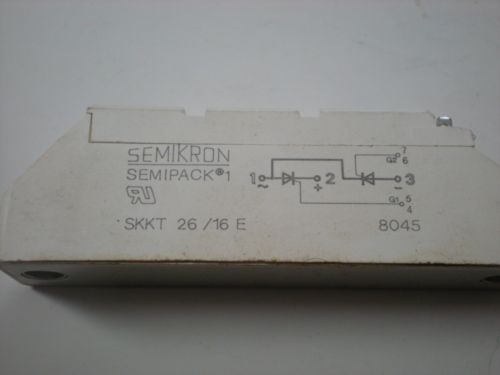 SEMIKRON
SEMIPACK®1
SKKT 26/16 E
1 ~ + 2 - 3
G2 7 6
G1 5 4
8045